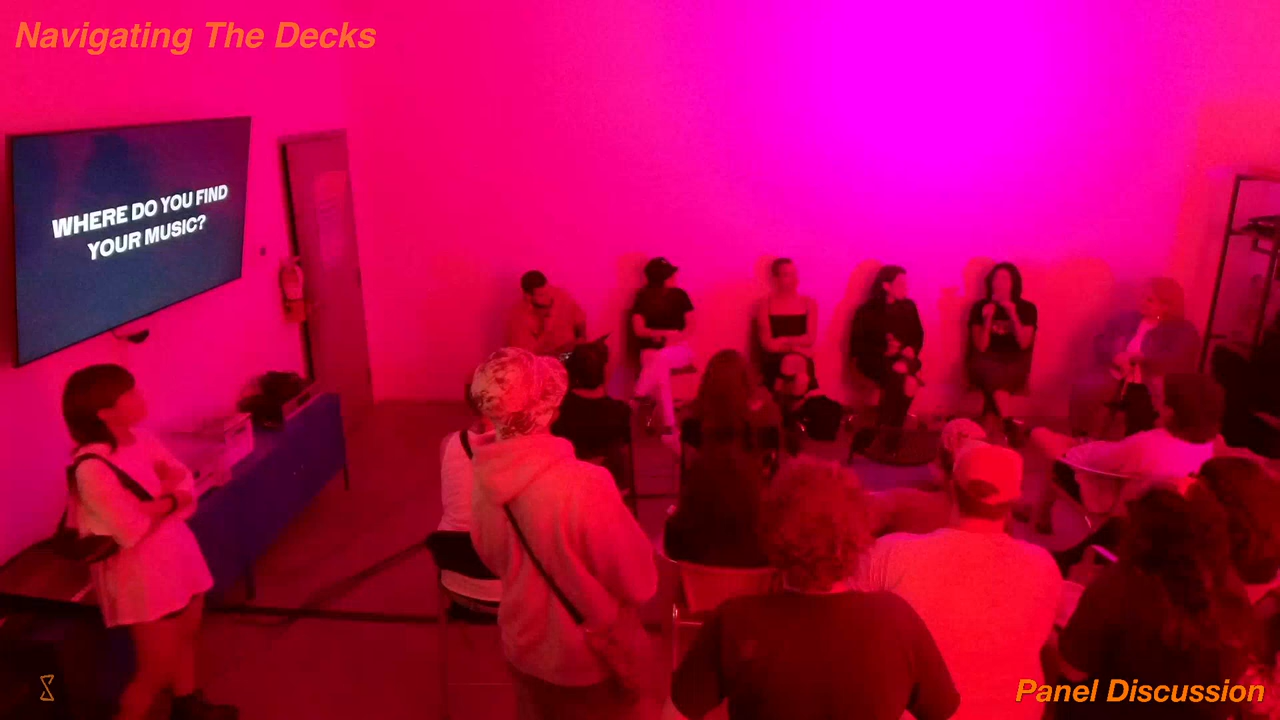 Navigating The Decks
WHERE DO YOU FIND
YOUR MUSIC?
Panel Discussion